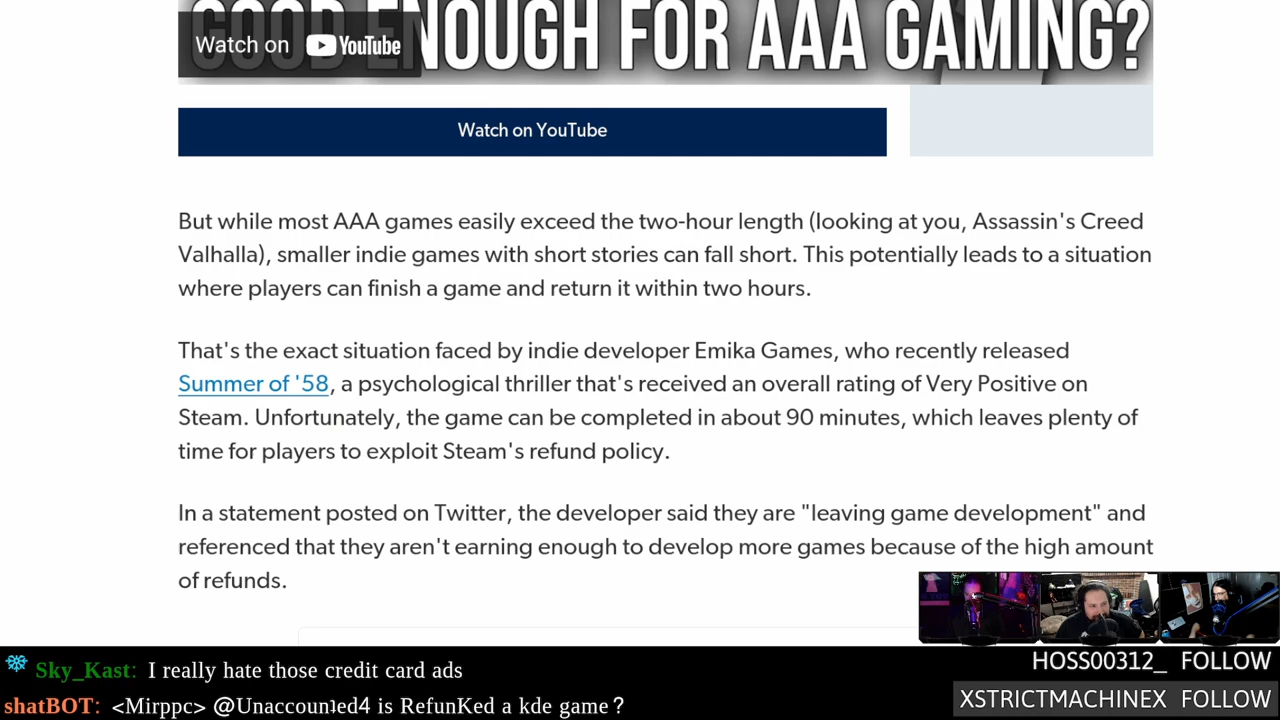 GOOD ENOUGH FOR AAA GAMING?
Watch on YouTube
Watch on YouTube
But while most AAA games easily exceed the two-hour length (looking at you, Assassin's Creed
Valhalla), smaller indie games with short stories can fall short. This potentially leads to a situation
where players can finish a game and return it within two hours.
That's the exact situation faced by indie developer Emika Games, who recently released
Summer of '58, a psychological thriller that's received an overall rating of Very Positive on
Steam. Unfortunately, the game can be completed in about 90 minutes, which leaves plenty of
time for players to exploit Steam's refund policy.
In a statement posted on Twitter, the developer said they are "leaving game development" and
referenced that they aren't earning enough to develop more games because of the high amount
of refunds.
Sky_Kast: I really hate those credit card ads
shatBOT: <Mirppc> @Unaccoun1ed4 is RefunKed a kde game?
HOSS00312_ FOLLOW
XSTRICTMACHINEX FOLLOW